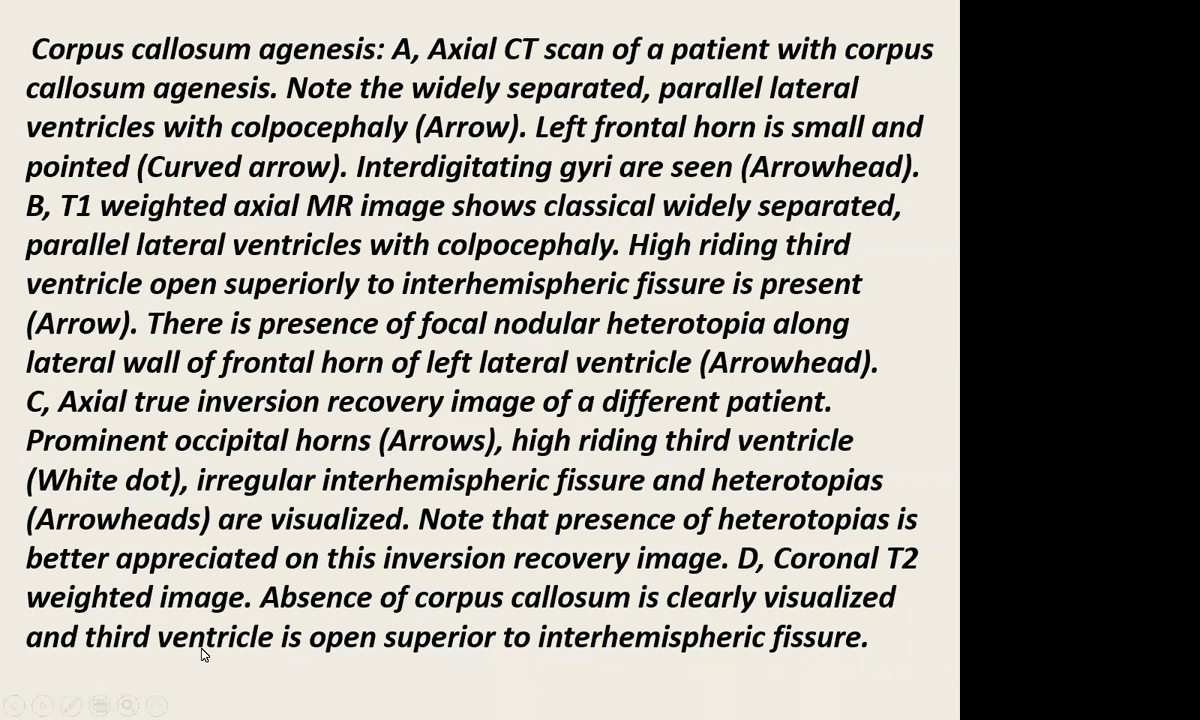 Corpus callosum agenesis: A, Axial CT scan of a patient with corpus
callosum agenesis. Note the widely separated, parallel lateral
ventricles with colpocephaly (Arrow). Left frontal horn is small and
pointed (Curved arrow). Interdigitating gyri are seen (Arrowhead).
B, T1 weighted axial MR image shows classical widely separated,
parallel lateral ventricles with colpocephaly. High riding third
ventricle open superiorly to interhemispheric fissure is present
(Arrow). There is presence of focal nodular heterotopia along
lateral wall of frontal horn of left lateral ventricle (Arrowhead).
C, Axial true inversion recovery image of a different patient.
Prominent occipital horns (Arrows), high riding third ventricle
(White dot), irregular interhemispheric fissure and heterotopias
(Arrowheads) are visualized. Note that presence of heterotopias is
better appreciated on this inversion recovery image. D, Coronal T2
weighted image. Absence of corpus callosum is clearly visualized
and third ventricle is open superior to interhemispheric fissure.